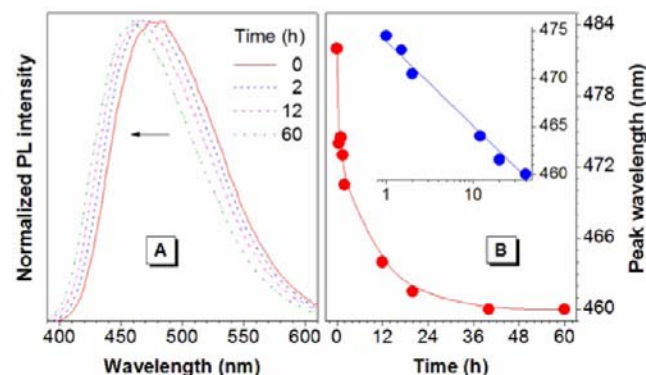 Normalized PL intensity
Time (h)
0
2
12
60
A
400 450 500 550 600
Wavelength (nm)
475
470
465
460
1 10
B
484
478
472
466
460
Peak wavelength (nm)
0 12 24 36 48 60
Time (h)